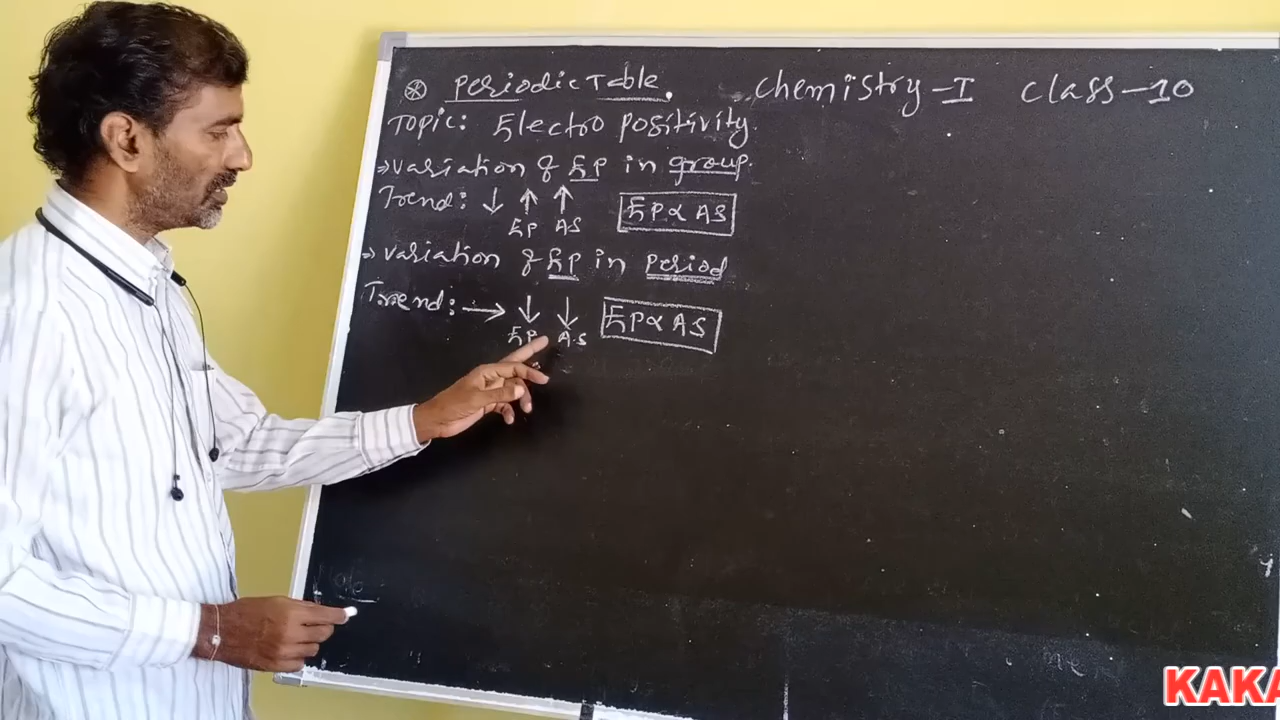 Periodic Table. Chemistry-I Class-10
Topic: Electro positivity.
⇒ variation of EP in group.
Trend: ↓ ↑ ↑ EP ∝ AS
EP AS
⇒ variation of EP in Period
Trend: → ↓ ↓ EP ∝ AS
EP A.S
KAKA